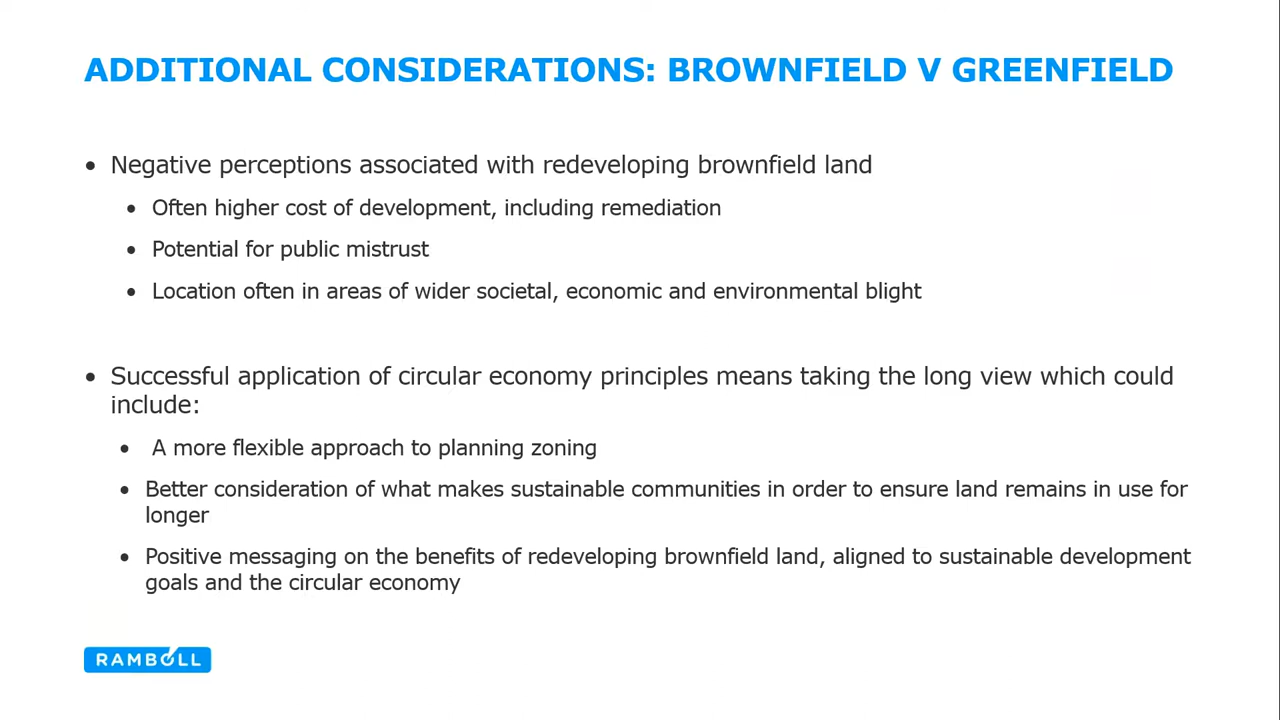 ADDITIONAL CONSIDERATIONS: BROWNFIELD V GREENFIELD
• Negative perceptions associated with redeveloping brownfield land
• Often higher cost of development, including remediation
• Potential for public mistrust
• Location often in areas of wider societal, economic and environmental blight
• Successful application of circular economy principles means taking the long view which could
include:
• A more flexible approach to planning zoning
• Better consideration of what makes sustainable communities in order to ensure land remains in use for
longer
• Positive messaging on the benefits of redeveloping brownfield land, aligned to sustainable development
goals and the circular economy
RAMBOLL